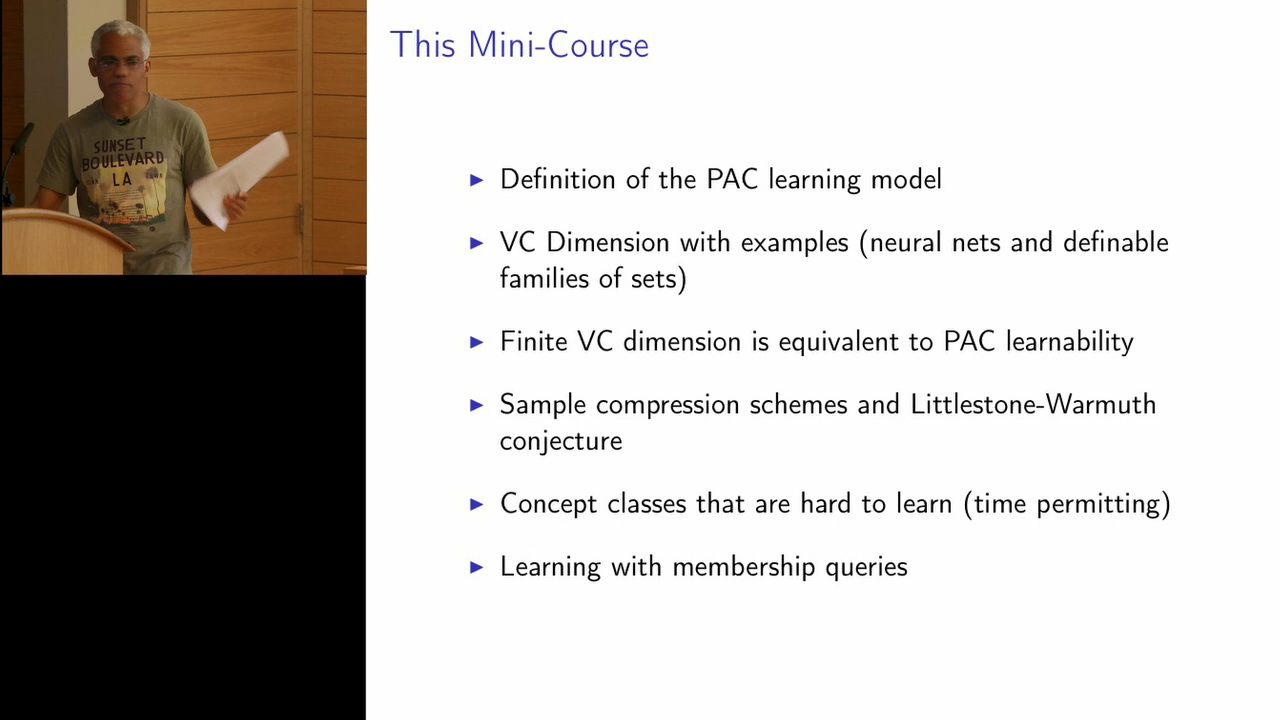 This Mini-Course
▶ Definition of the PAC learning model
▶ VC Dimension with examples (neural nets and definable
families of sets)
▶ Finite VC dimension is equivalent to PAC learnability
▶ Sample compression schemes and Littlestone-Warmuth
conjecture
▶ Concept classes that are hard to learn (time permitting)
▶ Learning with membership queries
SUNSET
BOULEVARD
LA